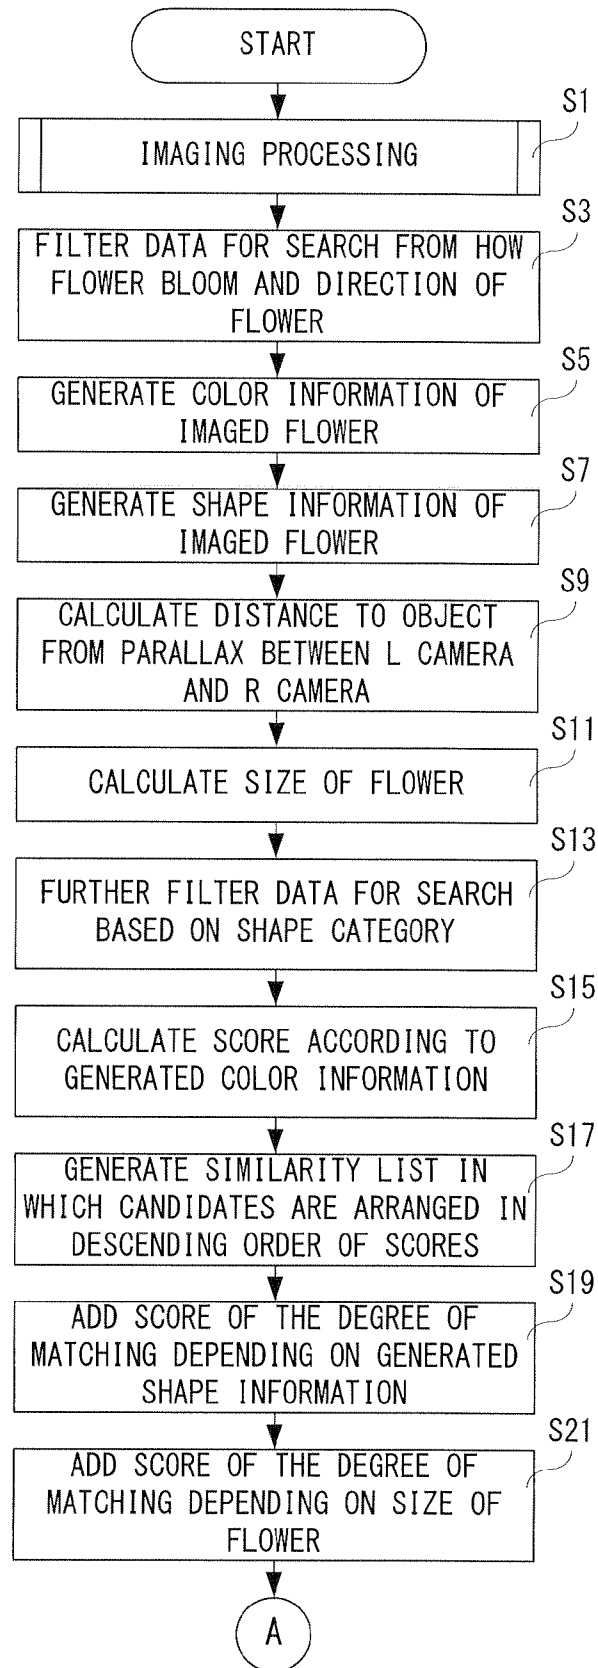 START
S1
IMAGING PROCESSING
S3
FILTER DATA FOR SEARCH FROM HOW
FLOWER BLOOM AND DIRECTION OF
FLOWER
S5
GENERATE COLOR INFORMATION OF
IMAGED FLOWER
S7
GENERATE SHAPE INFORMATION OF
IMAGED FLOWER
S9
CALCULATE DISTANCE TO OBJECT
FROM PARALLAX BETWEEN L CAMERA
AND R CAMERA
S11
CALCULATE SIZE OF FLOWER
S13
FURTHER FILTER DATA FOR SEARCH
BASED ON SHAPE CATEGORY
S15
CALCULATE SCORE ACCORDING TO
GENERATED COLOR INFORMATION
S17
GENERATE SIMILARITY LIST IN
WHICH CANDIDATES ARE ARRANGED IN
DESCENDING ORDER OF SCORES
S19
ADD SCORE OF THE DEGREE OF
MATCHING DEPENDING ON GENERATED
SHAPE INFORMATION
S21
ADD SCORE OF THE DEGREE OF
MATCHING DEPENDING ON SIZE OF
FLOWER
A